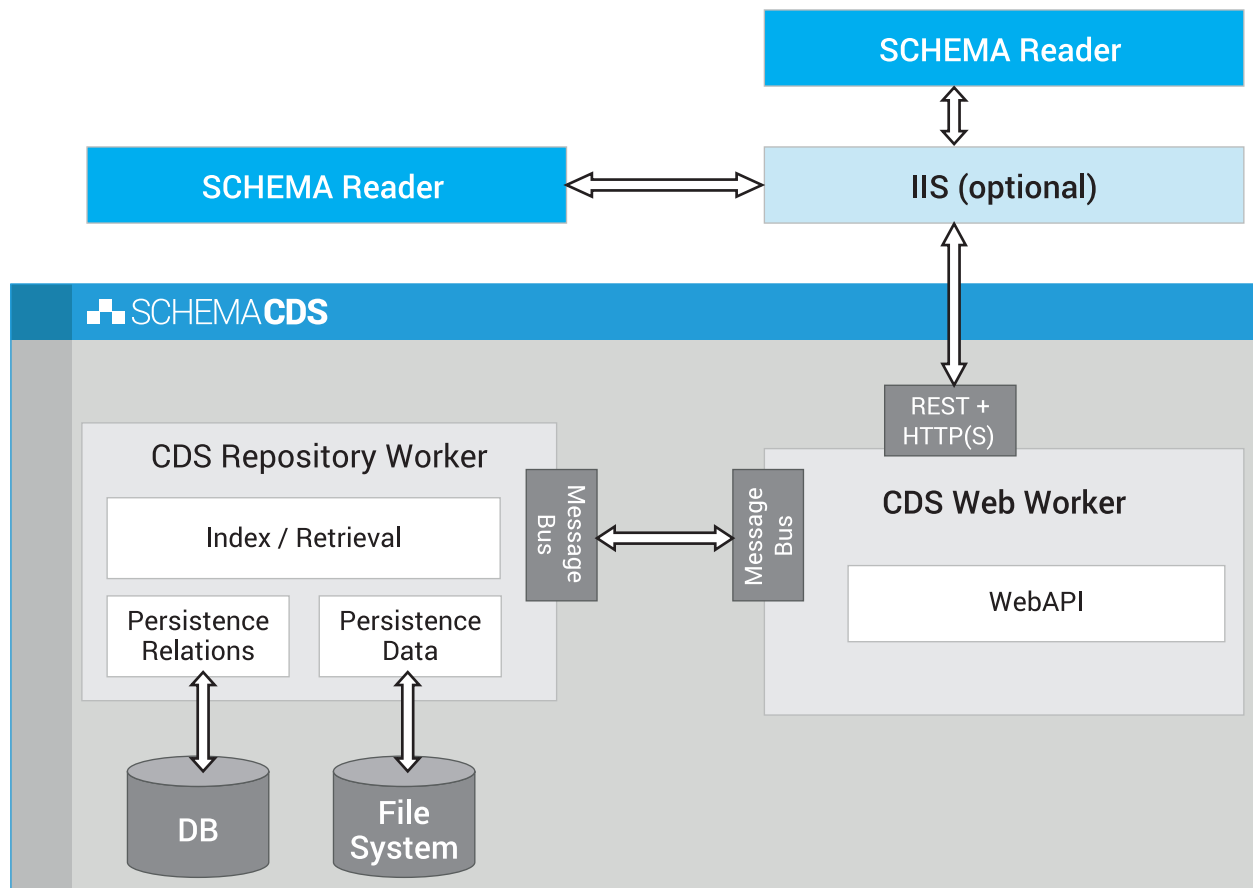 SCHEMA Reader
SCHEMA Reader
IIS (optional)
SCHEMACDS
REST +
HTTP(S)
CDS Repository Worker
Index / Retrieval
Persistence
Relations
Persistence
Data
Message
Bus
Message
Bus
CDS Web Worker
WebAPI
DB
File
System